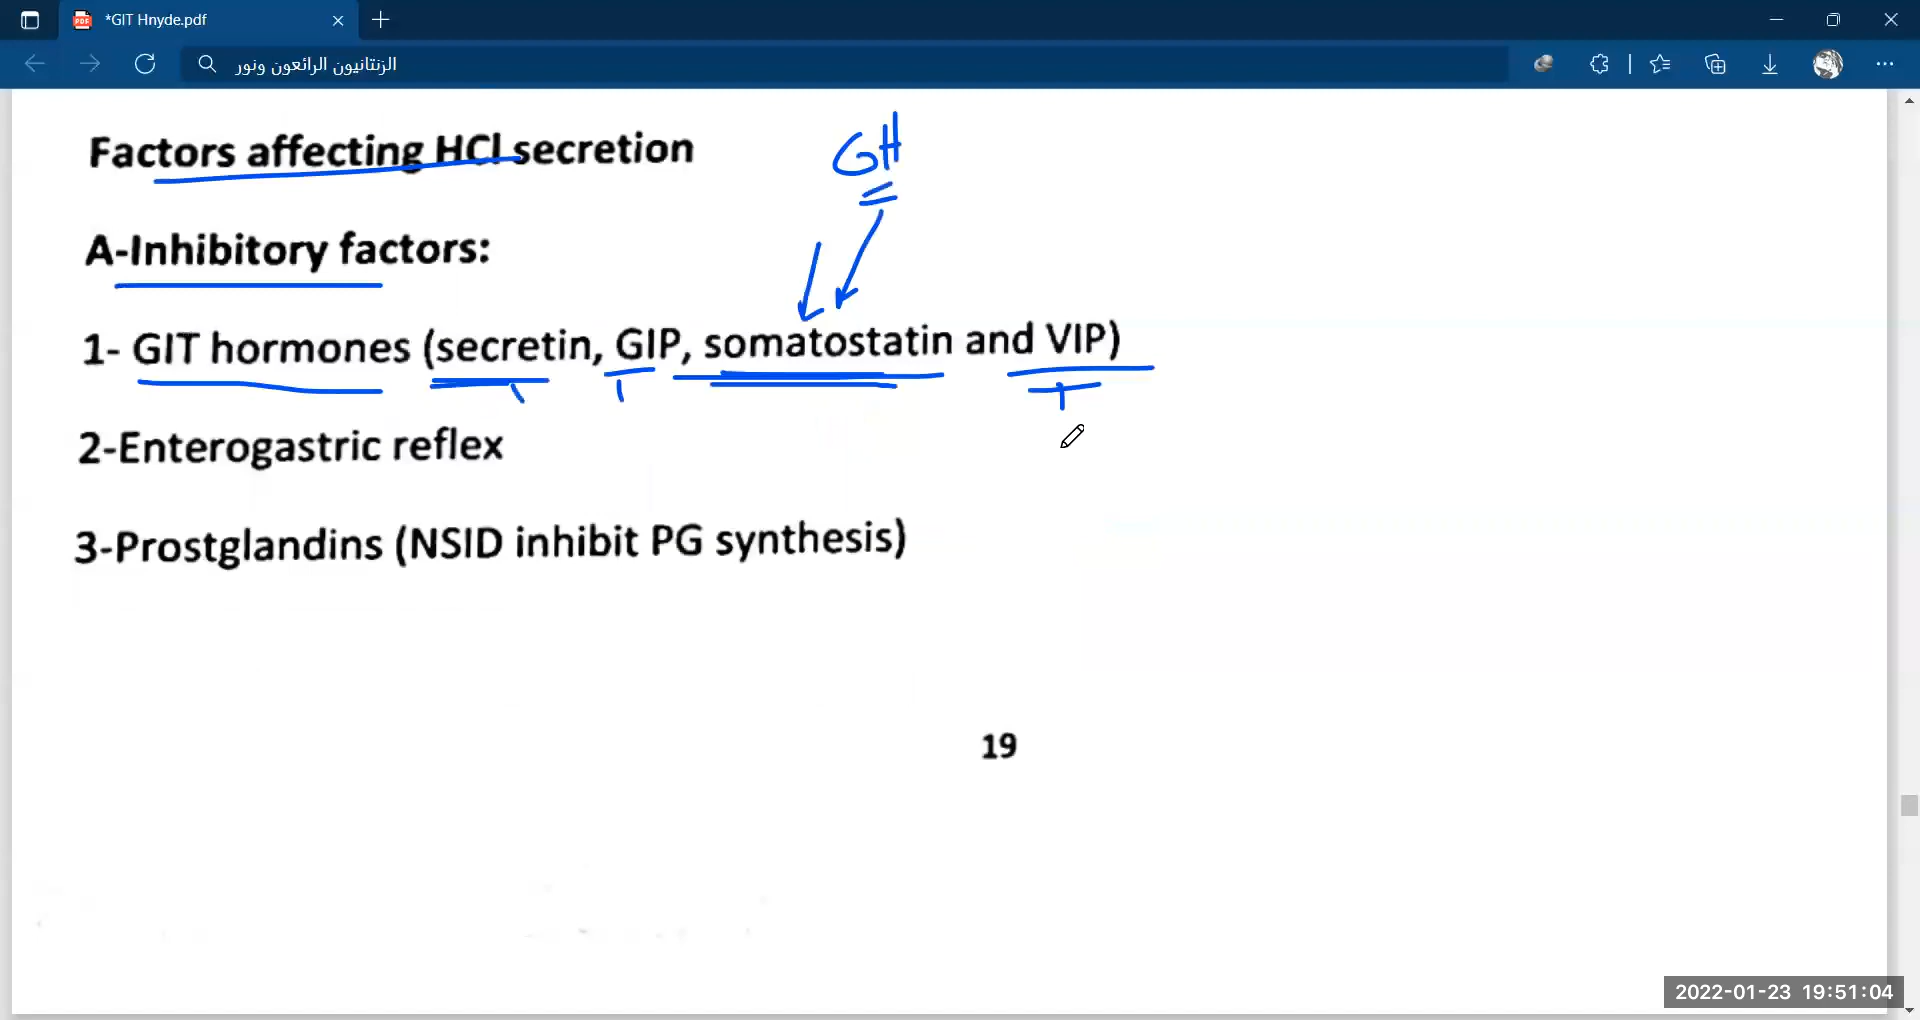 *GIT Hnyde.pdf
الزنتانيون الرائعون ونور
Factors affecting HCl secretion
GH
A-Inhibitory factors:
1- GIT hormones (secretin, GIP, somatostatin and VIP)
2-Enterogastric reflex
3-Prostglandins (NSID inhibit PG synthesis)
19
2022-01-23 19:51:04